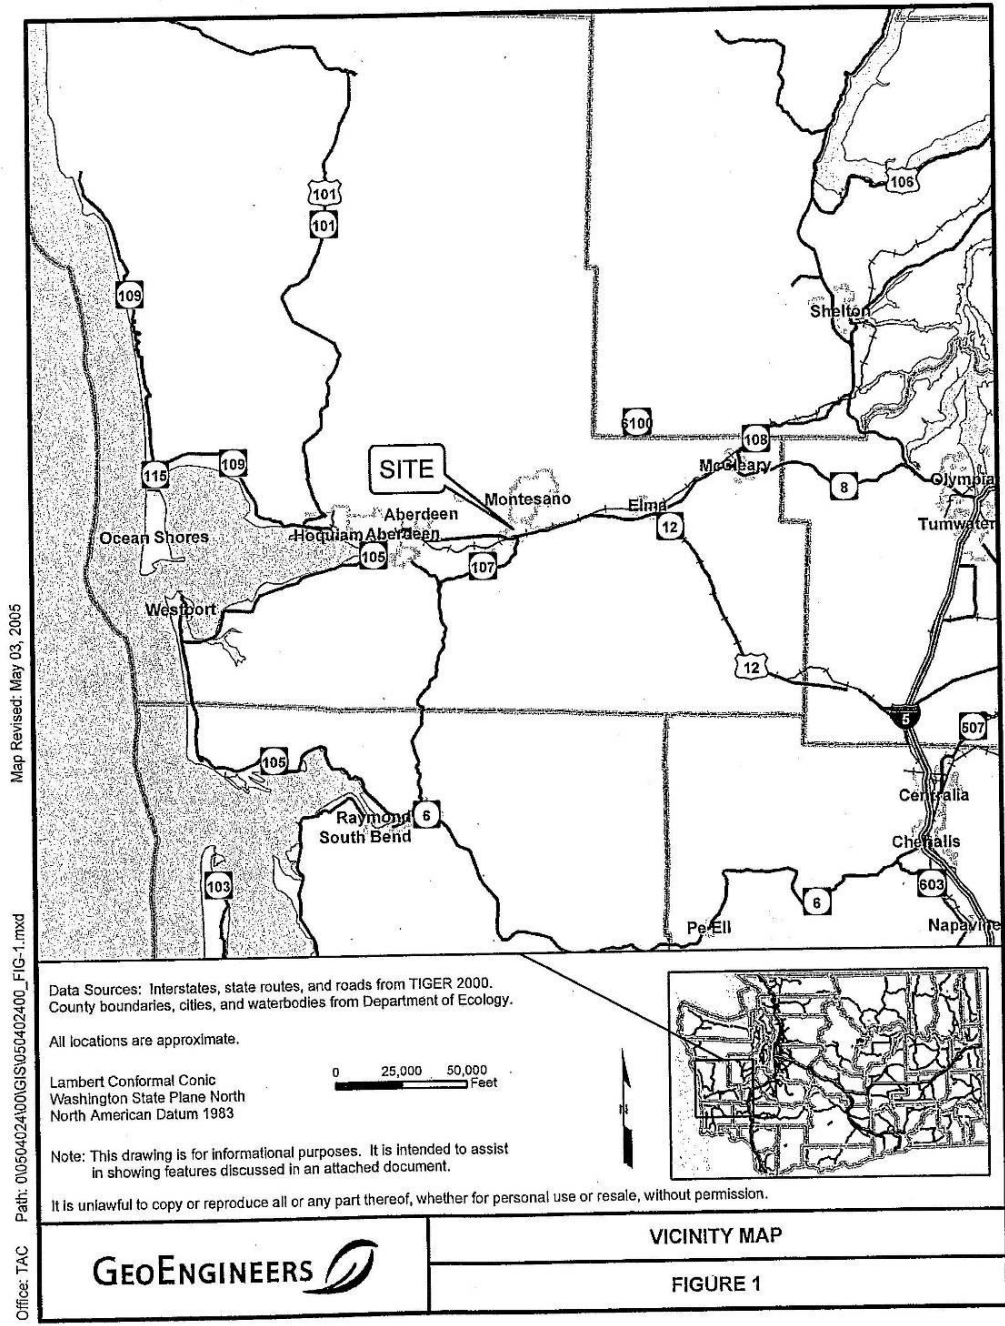 106
101
101
109
Shelton
S100
108
McCleary
SITE
109
115
8
Olympia
Montesano
Elma
Aberdeen
12
Tumwater
Ocean Shores
Hoquiam
Aberdeen
105
107
Westport
12
5
507
105
Centralia
6
Raymond
South Bend
Chehalis
103
603
6
Pe Ell
Napavine
Data Sources: Interstates, state routes, and roads from TIGER 2000.
County boundaries, cities, and waterbodies from Department of Ecology.
All locations are approximate.
Lambert Conformal Conic
Washington State Plane North
North American Datum 1983
0 25,000 50,000
Feet
N
Note: This drawing is for informational purposes. It is intended to assist
in showing features discussed in an attached document.
It is unlawful to copy or reproduce all or any part thereof, whether for personal use or resale, without permission.
GEOENGINEERS
VICINITY MAP
FIGURE 1
Map Revised: May 03, 2005
Path: 0\0504024\00\GIS\050402400_FIG-1.mxd
Office: TAC